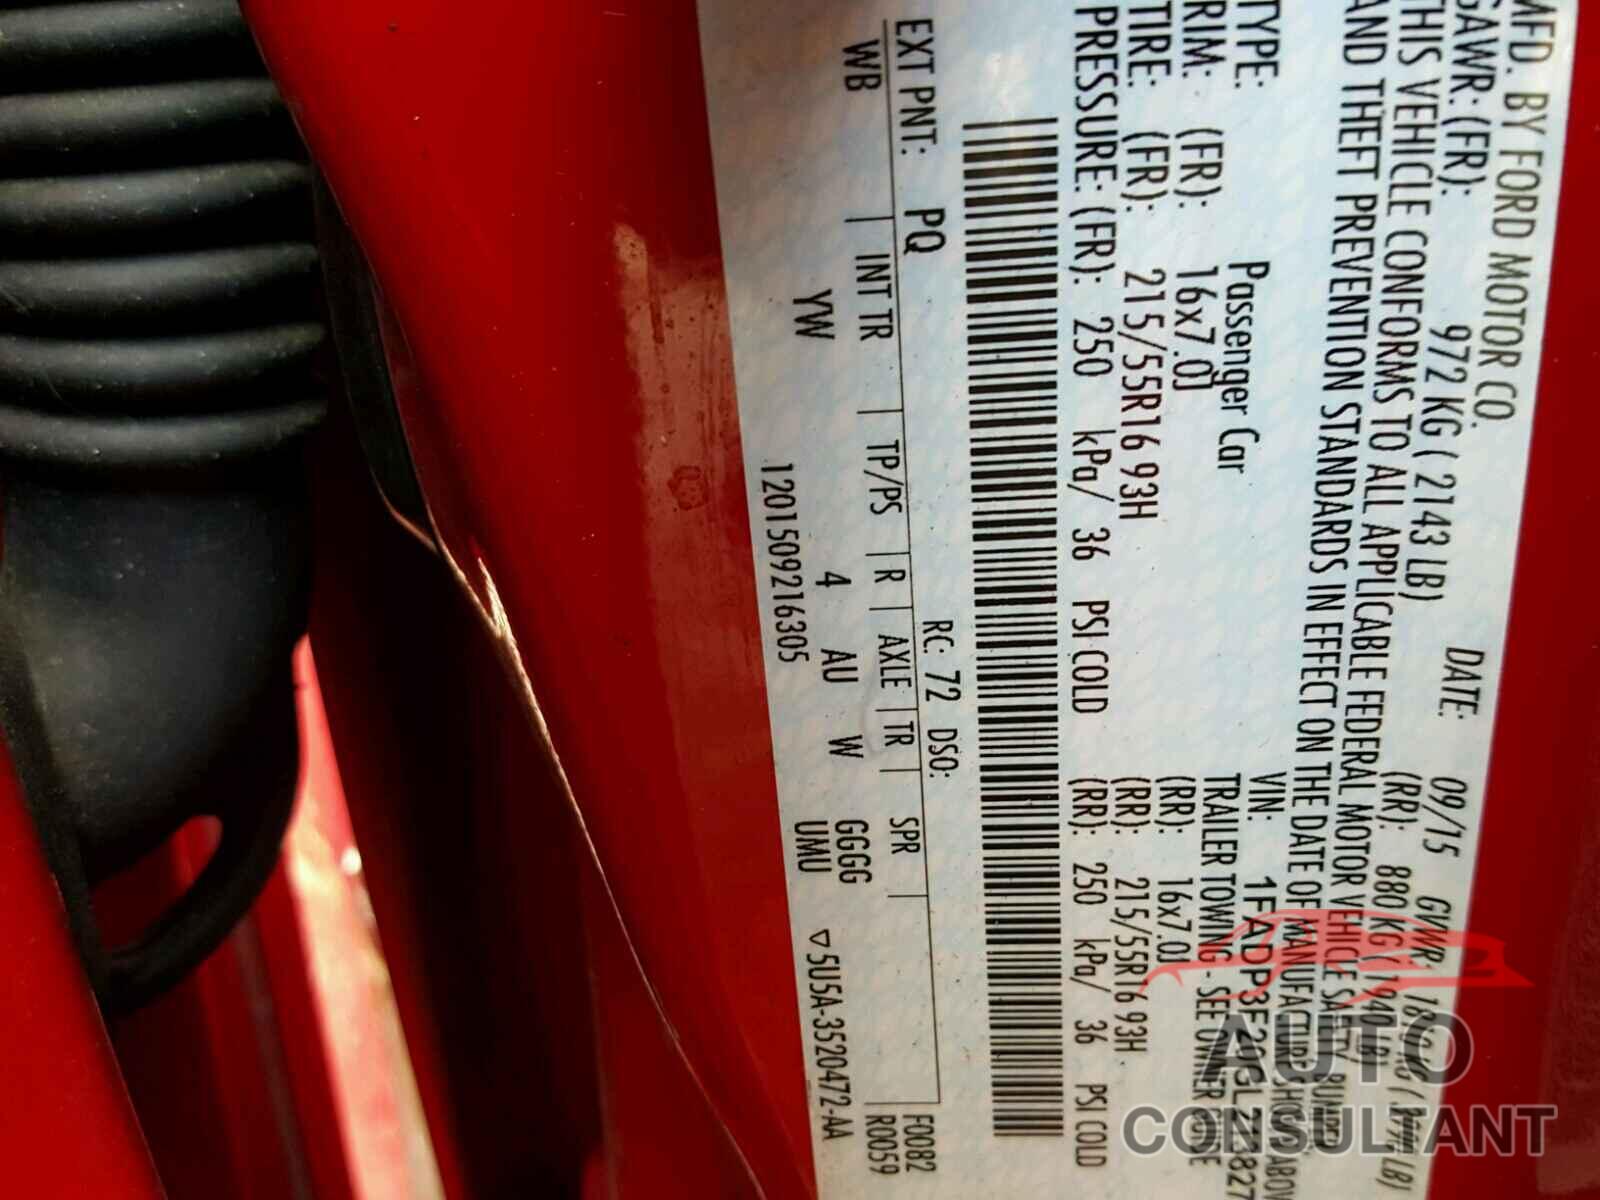 MFD. BY FORD MOTOR CO.
DATE: 09/15 GVWR:
GAWR: (FR): 972 KG ( 2143 LB) (RR): 880 KG ( 1940 LB)
THIS VEHICLE CONFORMS TO ALL APPLICABLE FEDERAL MOTOR VEHICLE SAFETY BUMPER
AND THEFT PREVENTION STANDARDS IN EFFECT ON THE DATE OF MANUFACTURE SHOWN ABOVE
VIN:
TYPE: Passenger Car TRAILER TOWING - SEE OWNER GUIDE
RIM: (FR): 16x7.0J (RR): 16x7.0J
TIRE: (FR): 215/55R16 93H (RR): 215/55R16 93H
PRESSURE: (FR): 250 kPa/ 36 PSI COLD (RR): 250 kPa/ 36 PSI COLD
EXT PNT: PQ RC: 72 DSO: F0082
WB INT TR TP/PS R AXLE TR SPR R0059
YW 4 AU W GGGG
UMU
1201509216305 ▽5U5A-3520472-AA
AUTO
CONSULTANT